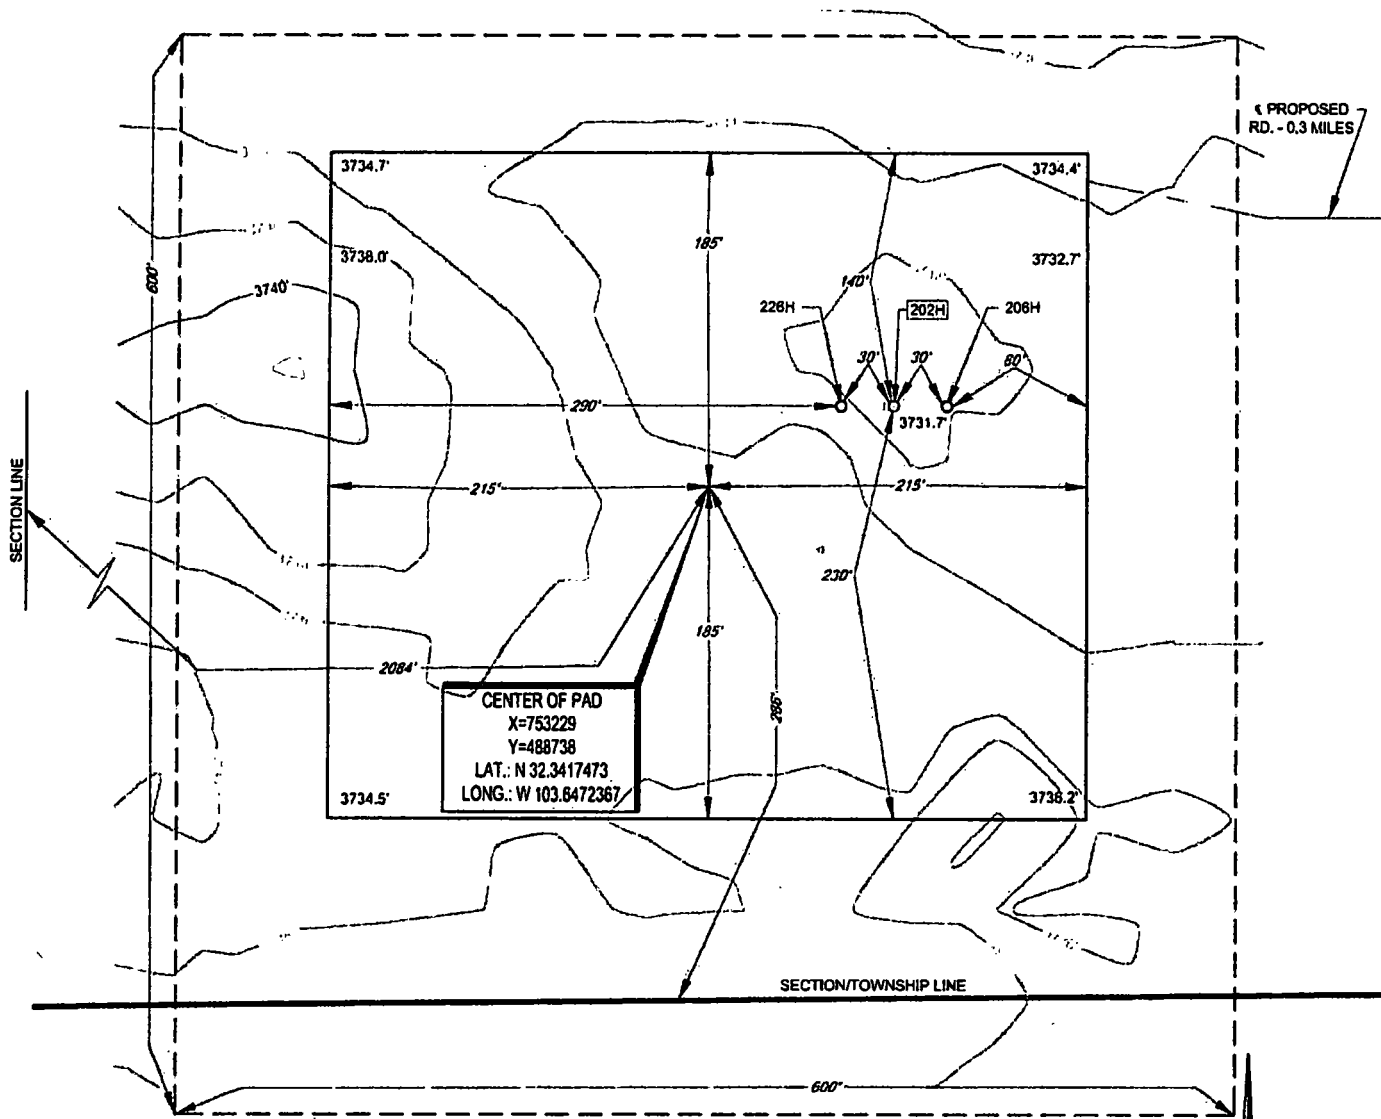 ℄ PROPOSED
RD. - 0.3 MILES
3734.7'
3734.4'
600'
185'
3738.0'
3732.7'
3740'
140'
226H
202H
206H
30'
30'
80'
290'
3731.7'
SECTION LINE
215'
215'
230'
185'
2084'
286'
CENTER OF PAD
X=753229
Y=488738
LAT.: N 32.3417473
LONG.: W 103.6472367
3734.5'
3736.2'
SECTION/TOWNSHIP LINE
600'